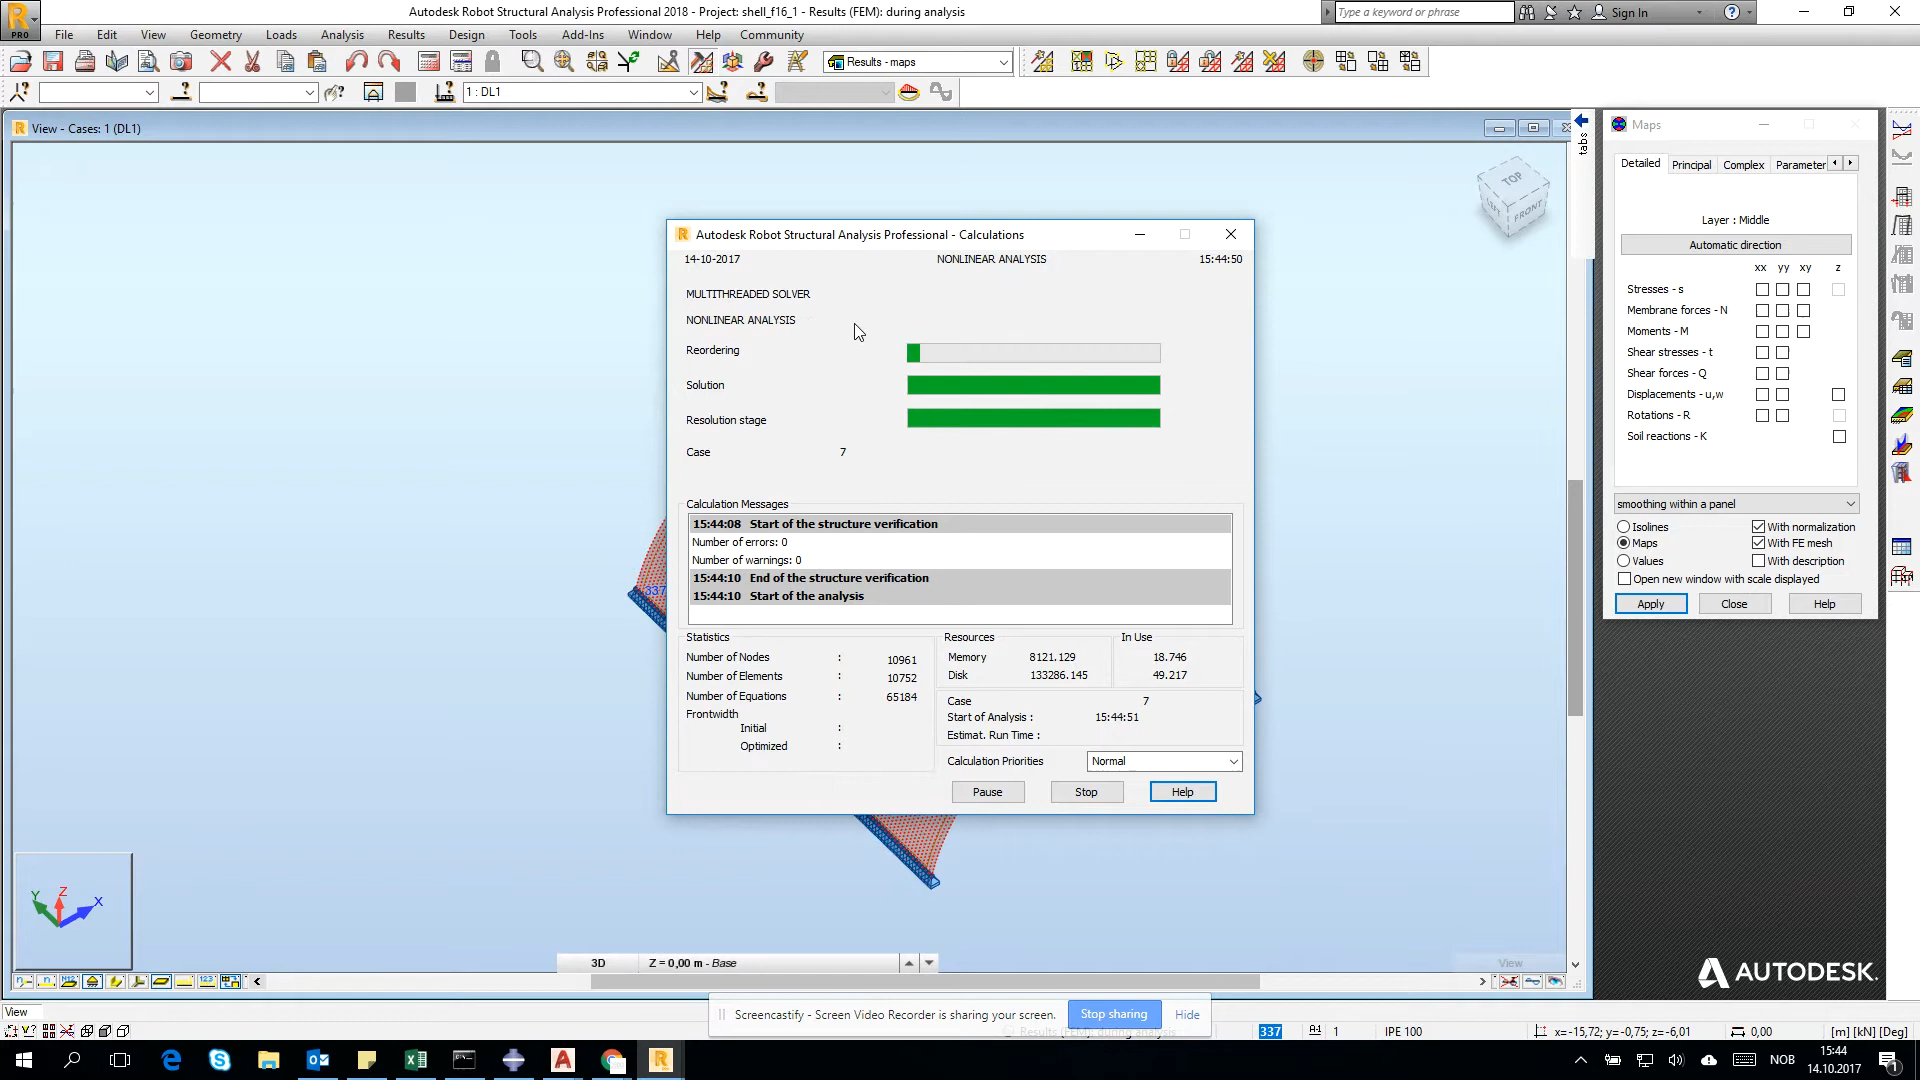 Autodesk Robot Structural Analysis Professional 2018 - Project: shell_f16_1 - Results (FEM): during analysis
Type a keyword or phrase
Sign In
PRO
File Edit View Geometry Loads Analysis Results Design Tools Add-Ins Window Help Community
Results - maps
1 : DL1
View - Cases: 1 (DL1)
tabs
TOP
LEFT
FRONT
Maps
Detailed Principal Complex Parameter
Layer : Middle
Automatic direction
xx yy xy z
Stresses - s
Membrane forces - N
Moments - M
Shear stresses - t
Shear forces - Q
Displacements - u,w
Rotations - R
Soil reactions - K
smoothing within a panel
Isolines With normalization
Maps With FE mesh
Values With description
Open new window with scale displayed
Apply Close Help
Autodesk Robot Structural Analysis Professional - Calculations
14-10-2017 NONLINEAR ANALYSIS 15:44:50
MULTITHREADED SOLVER
NONLINEAR ANALYSIS
Reordering
Solution
Resolution stage
Case 7
Calculation Messages
15:44:08 Start of the structure verification
Number of errors: 0
Number of warnings: 0
15:44:10 End of the structure verification
15:44:10 Start of the analysis
Statistics
Number of Nodes : 10961
Number of Elements : 10752
Number of Equations : 65184
Frontwidth
Initial :
Optimized :
Resources In Use
Memory 8121.129 18.746
Disk 133286.145 49.217
Case 7
Start of Analysis : 15:44:51
Estimat. Run Time :
Calculation Priorities Normal
Pause Stop Help
337
Y Z X
3D Z = 0,00 m - Base
View
AUTODESK.
View
Screencastify - Screen Video Recorder is sharing your screen. Stop sharing Hide
Results (FEM): during analysis
337 1 IPE 100 x=-15,72; y=-0,75; z=-6,01 0,00 [m] [kN] [Deg]
NOB
15:44
14.10.2017
1